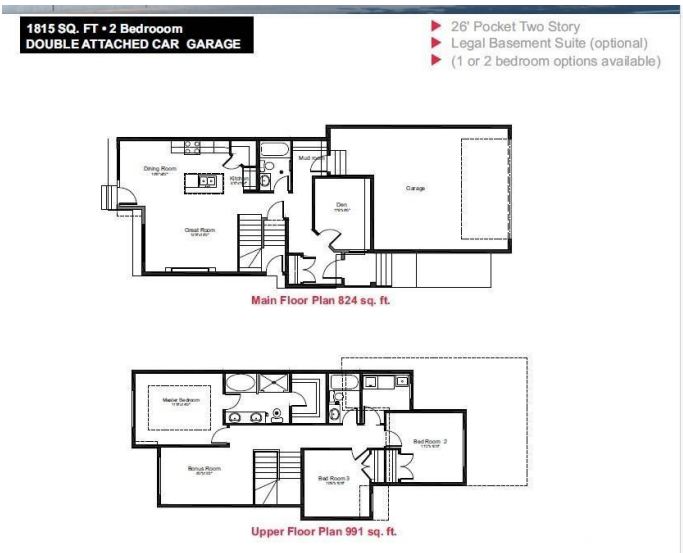 1815 SQ. FT • 2 Bedrooom
DOUBLE ATTACHED CAR GARAGE
26' Pocket Two Story
Legal Basement Suite (optional)
(1 or 2 bedroom options available)
Dining Room
Kitchen
Mud room
Garage
Den
Great Room
Main Floor Plan 824 sq. ft.
Master Bedroom
Bed Room 2
Bonus Room
Bed Room 3
Upper Floor Plan 991 sq. ft.